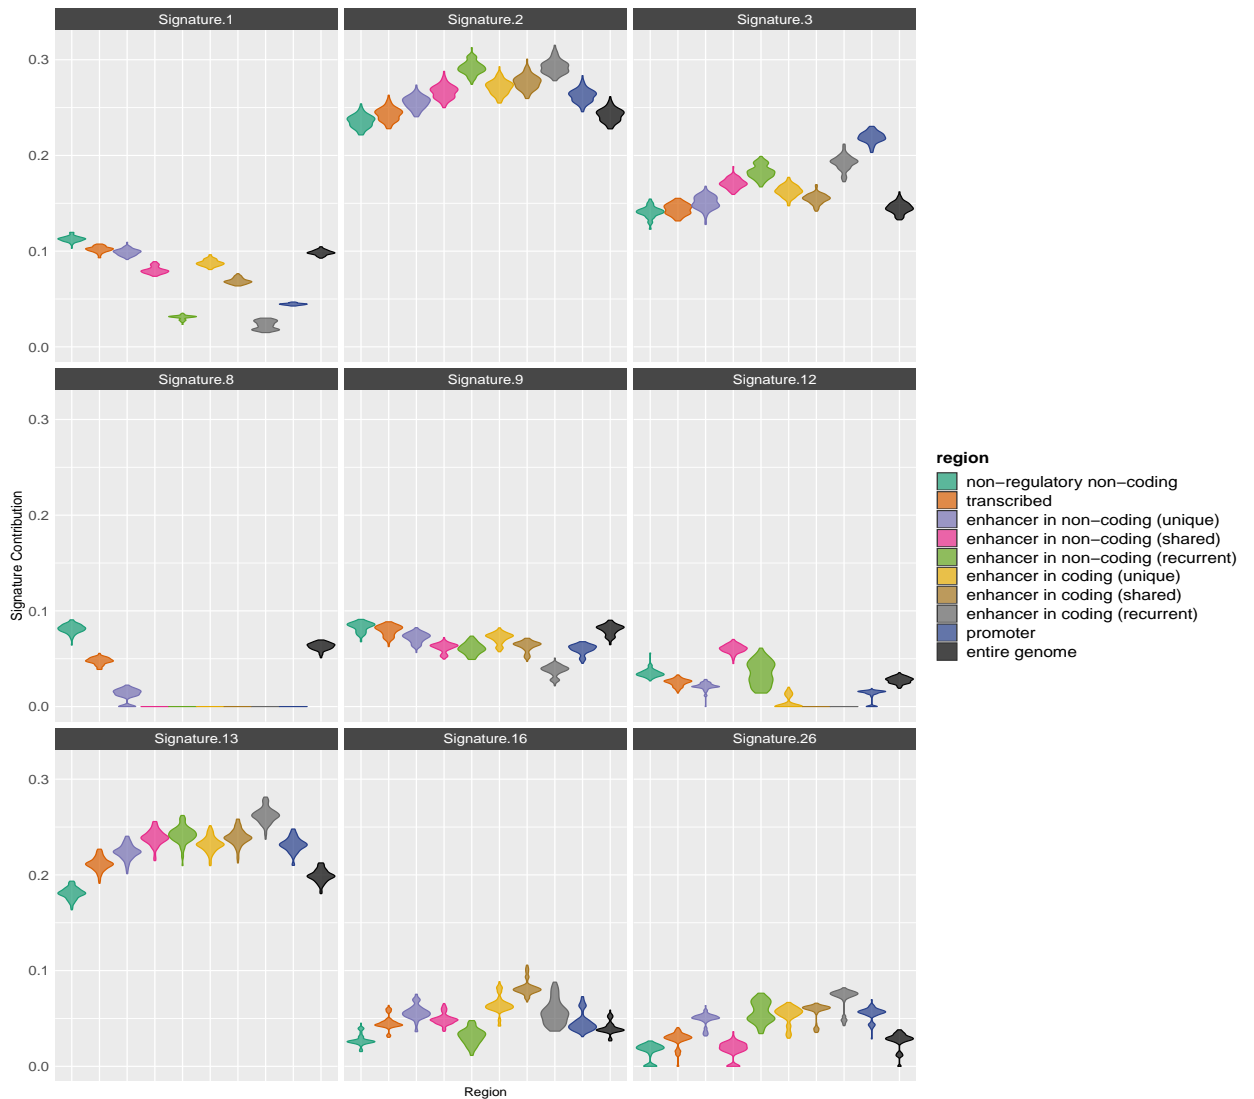 Signature.1 Signature.2 Signature.3
0.3
0.2
0.1
0.0
Signature.8 Signature.9 Signature.12
0.3
0.2
0.1
0.0
Signature.13 Signature.16 Signature.26
0.3
0.2
0.1
0.0
Signature Contribution
Region
region
non−regulatory non−coding
transcribed
enhancer in non−coding (unique)
enhancer in non−coding (shared)
enhancer in non−coding (recurrent)
enhancer in coding (unique)
enhancer in coding (shared)
enhancer in coding (recurrent)
promoter
entire genome